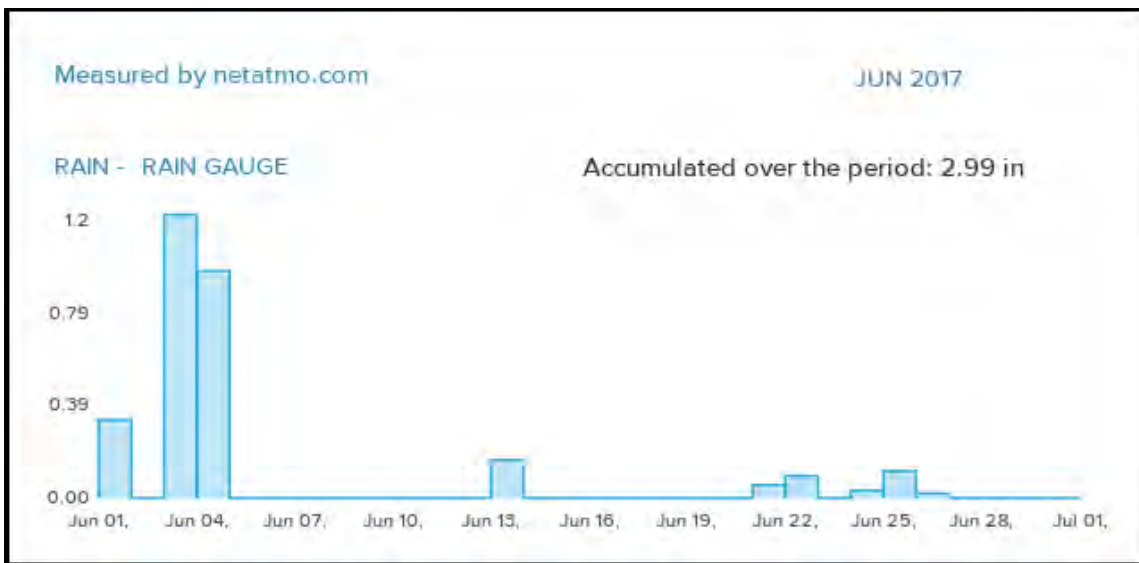 Measured by netatmo.com
JUN 2017
RAIN - RAIN GAUGE
Accumulated over the period: 2.99 in
1.2
0.79
0.39
0.00
Jun 01, Jun 04, Jun 07, Jun 10, Jun 13, Jun 16, Jun 19, Jun 22, Jun 25, Jun 28, Jul 01,